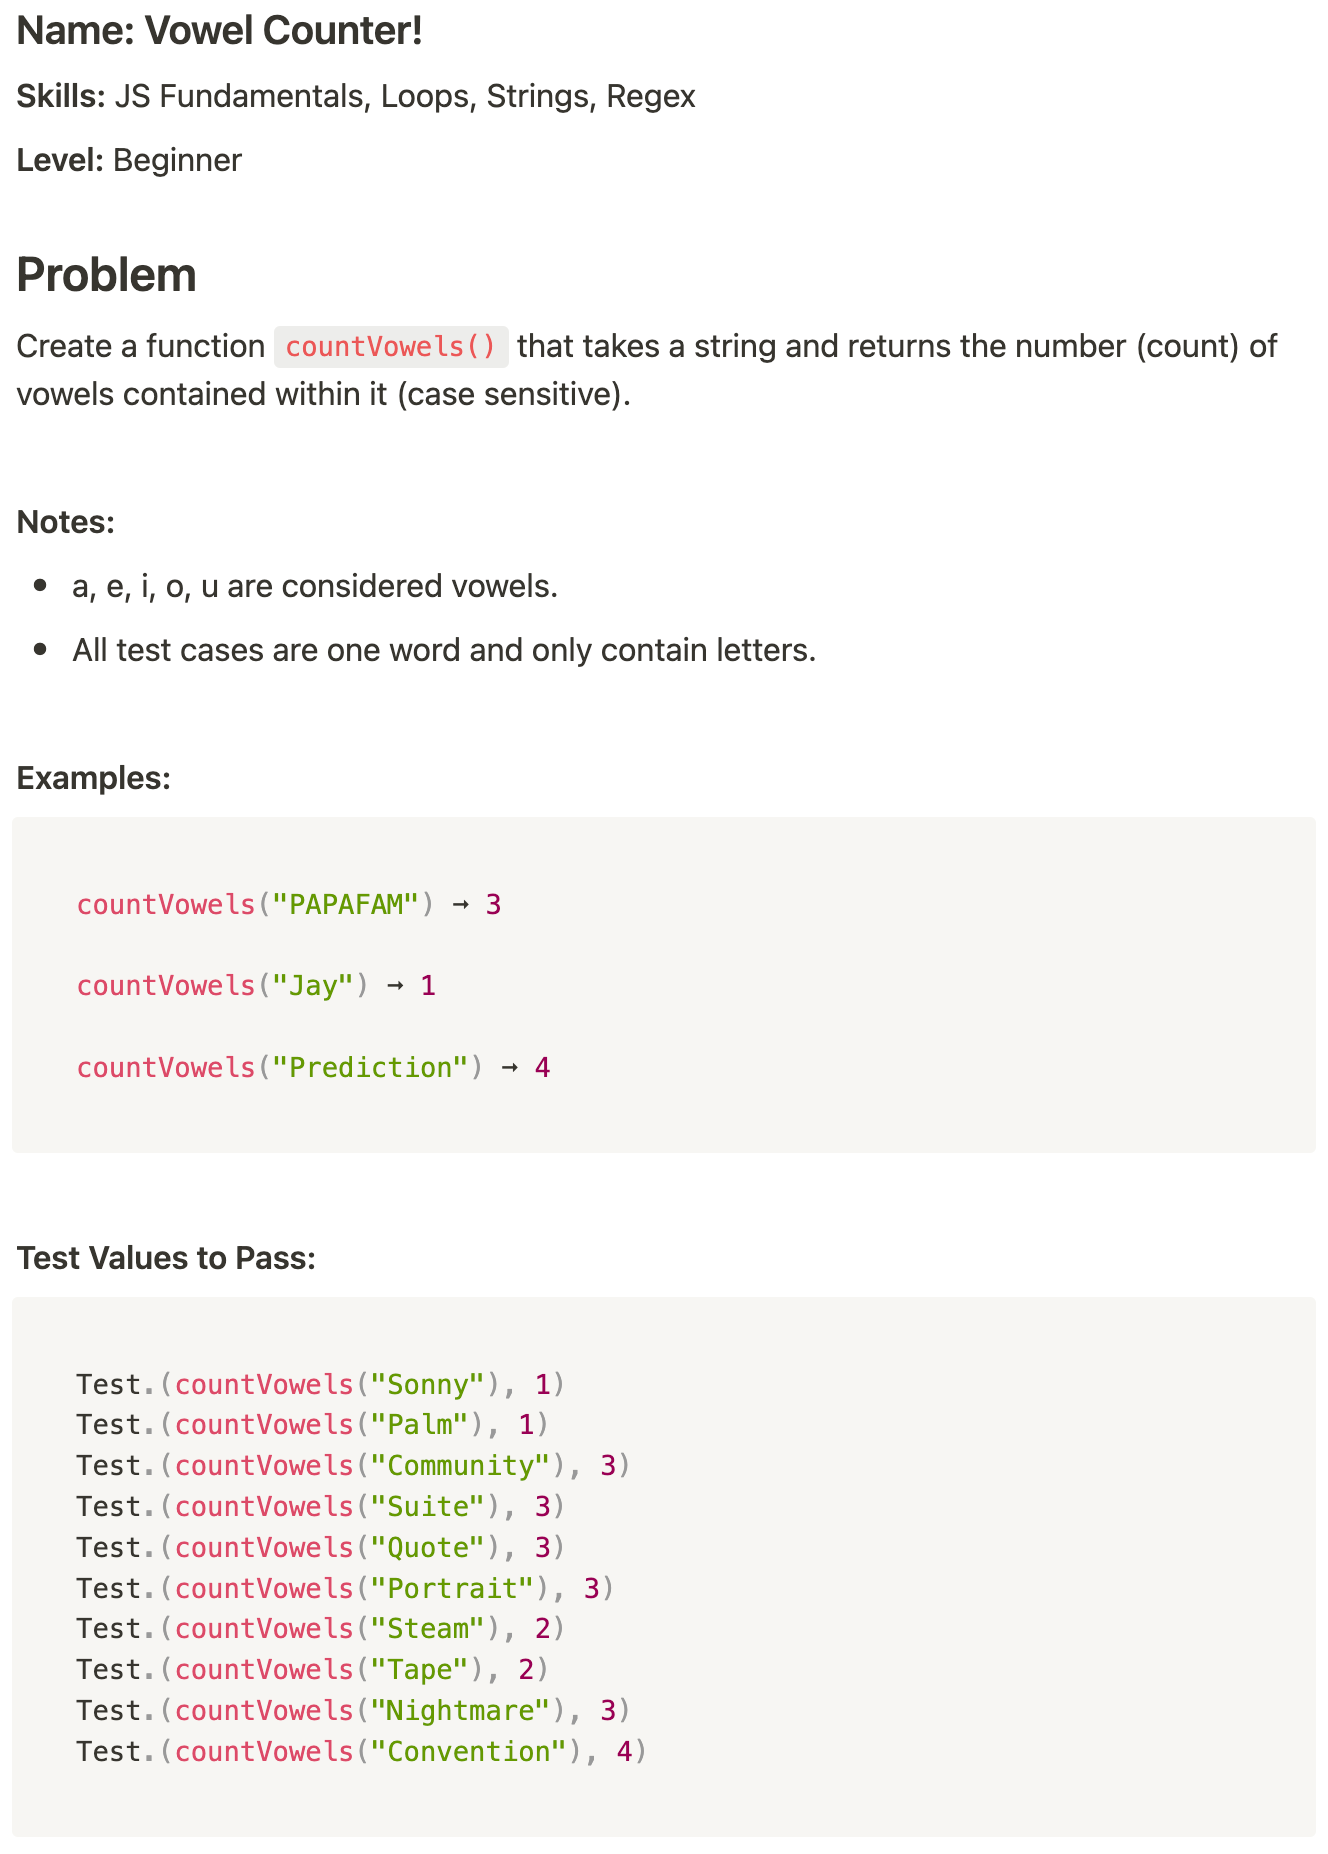 Name: Vowel Counter!
Skills: JS Fundamentals, Loops, Strings, Regex
Level: Beginner
Problem
Create a function countVowels() that takes a string and returns the number (count) of
vowels contained within it (case sensitive).
Notes:
• a, e, i, o, u are considered vowels.
• All test cases are one word and only contain letters.
Examples:
countVowels("PAPAFAM") → 3
countVowels("Jay") → 1
countVowels("Prediction") → 4
Test Values to Pass:
Test.(countVowels("Sonny"), 1)
Test.(countVowels("Palm"), 1)
Test.(countVowels("Community"), 3)
Test.(countVowels("Suite"), 3)
Test.(countVowels("Quote"), 3)
Test.(countVowels("Portrait"), 3)
Test.(countVowels("Steam"), 2)
Test.(countVowels("Tape"), 2)
Test.(countVowels("Nightmare"), 3)
Test.(countVowels("Convention"), 4)